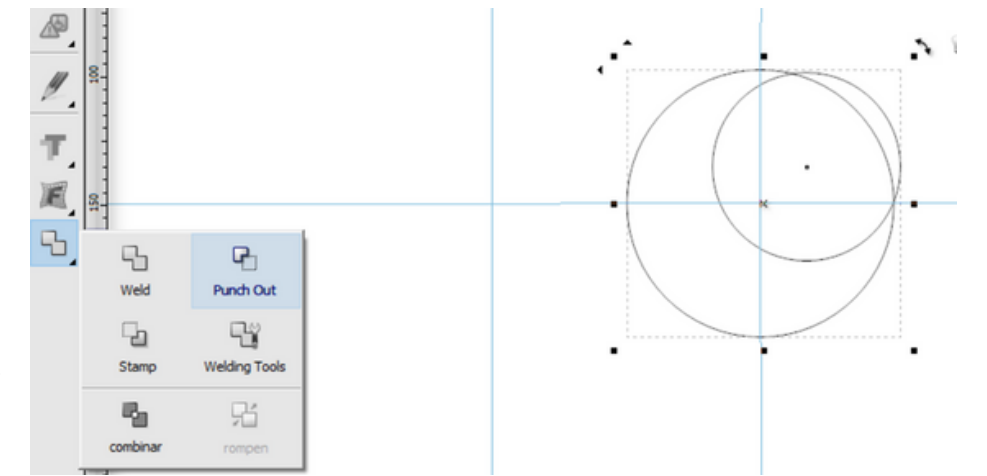 100
150
Weld
Punch Out
Stamp
Welding Tools
combinar
rompen